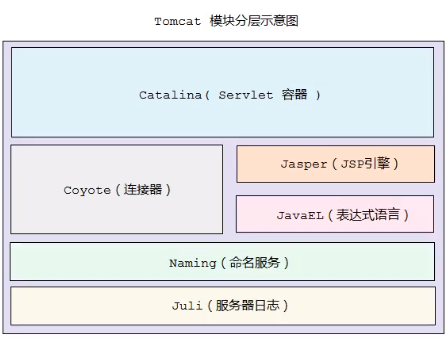 Tomcat 模块分层示意图
Catalina( Servlet 容器 )
Coyote（连接器）
Jasper（JSP引擎）
JavaEL（表达式语言）
Naming（命名服务）
Juli（服务器日志）